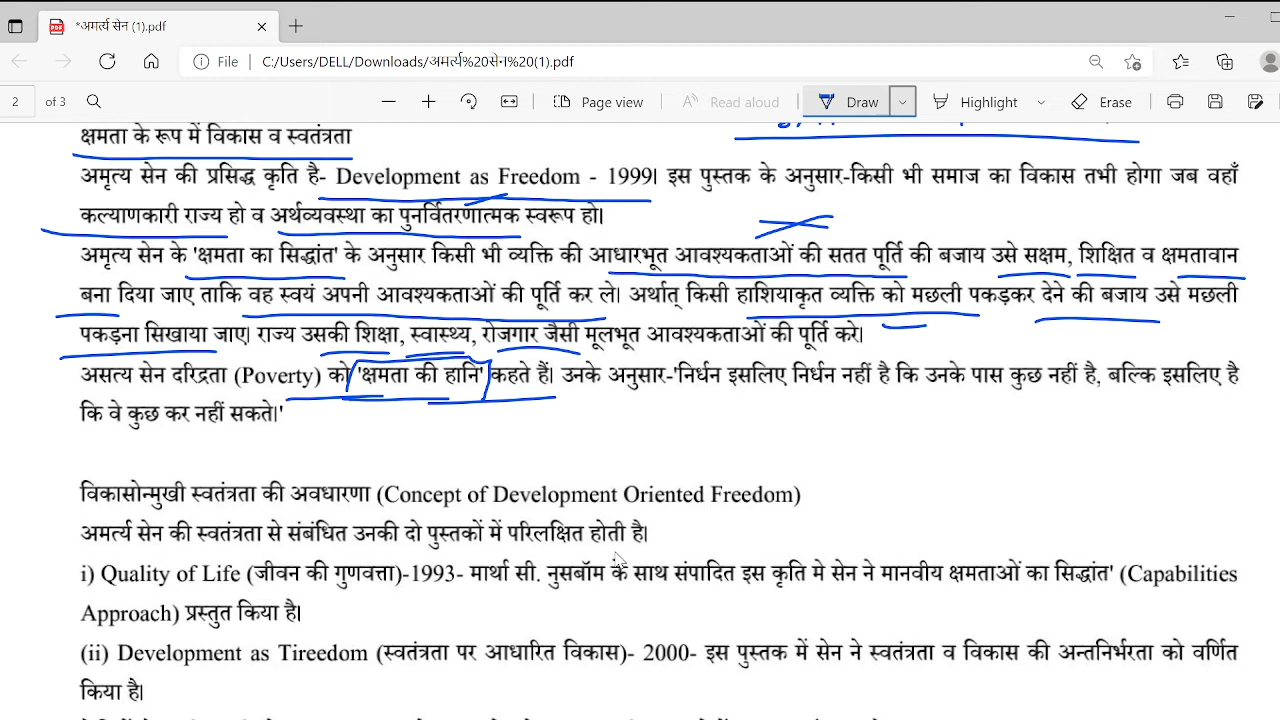 *अमर्त्य सेन (1).pdf
File C:/Users/DELL/Downloads/अमर्त्य%20सेन%20(1).pdf
2 of 3 Page view Read aloud Draw Highlight Erase
क्षमता के रूप में विकास व स्वतंत्रता
अमृत्य सेन की प्रसिद्ध कृति है- Development as Freedom - 1999। इस पुस्तक के अनुसार-किसी भी समाज का विकास तभी होगा जब वहाँ
कल्याणकारी राज्य हो व अर्थव्यवस्था का पुनर्वितरणात्मक स्वरूप हो।
अमृत्य सेन के 'क्षमता का सिद्धांत' के अनुसार किसी भी व्यक्ति की आधारभूत आवश्यकताओं की सतत पूर्ति की बजाय उसे सक्षम, शिक्षित व क्षमतावान
बना दिया जाए ताकि वह स्वयं अपनी आवश्यकताओं की पूर्ति कर ले। अर्थात् किसी हाशियाकृत व्यक्ति को मछली पकड़कर देने की बजाय उसे मछली
पकड़ना सिखाया जाए। राज्य उसकी शिक्षा, स्वास्थ्य, रोजगार जैसी मूलभूत आवश्यकताओं की पूर्ति करे।
असत्य सेन दरिद्रता (Poverty) को 'क्षमता की हानि' कहते हैं। उनके अनुसार-'निर्धन इसलिए निर्धन नहीं है कि उनके पास कुछ नहीं है, बल्कि इसलिए है
कि वे कुछ कर नहीं सकते।'
विकासोन्मुखी स्वतंत्रता की अवधारणा (Concept of Development Oriented Freedom)
अमर्त्य सेन की स्वतंत्रता से संबंधित उनकी दो पुस्तकों में परिलक्षित होती है।
i) Quality of Life (जीवन की गुणवत्ता)-1993- मार्था सी. नुसबॉम के साथ संपादित इस कृति मे सेन ने मानवीय क्षमताओं का सिद्धांत' (Capabilities
Approach) प्रस्तुत किया है।
(ii) Development as Tireedom (स्वतंत्रता पर आधारित विकास)- 2000- इस पुस्तक में सेन ने स्वतंत्रता व विकास की अन्तनिर्भरता को वर्णित
किया है।